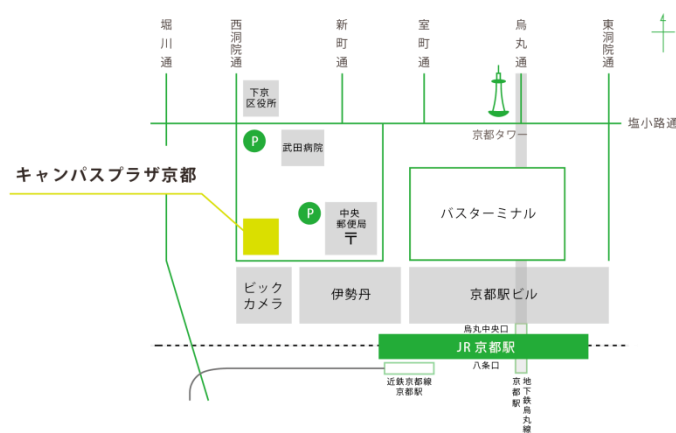 堀川通
西洞院通
新町通
室町通
烏丸通
東洞院通
下京
区役所
塩小路通
京都タワー
P
武田病院
キャンパスプラザ京都
P
中央
郵便局
〒
バスターミナル
ビック
カメラ
伊勢丹
京都駅ビル
烏丸中央口
JR 京都駅
八条口
近鉄京都線
京都駅
地下鉄烏丸線
京都駅